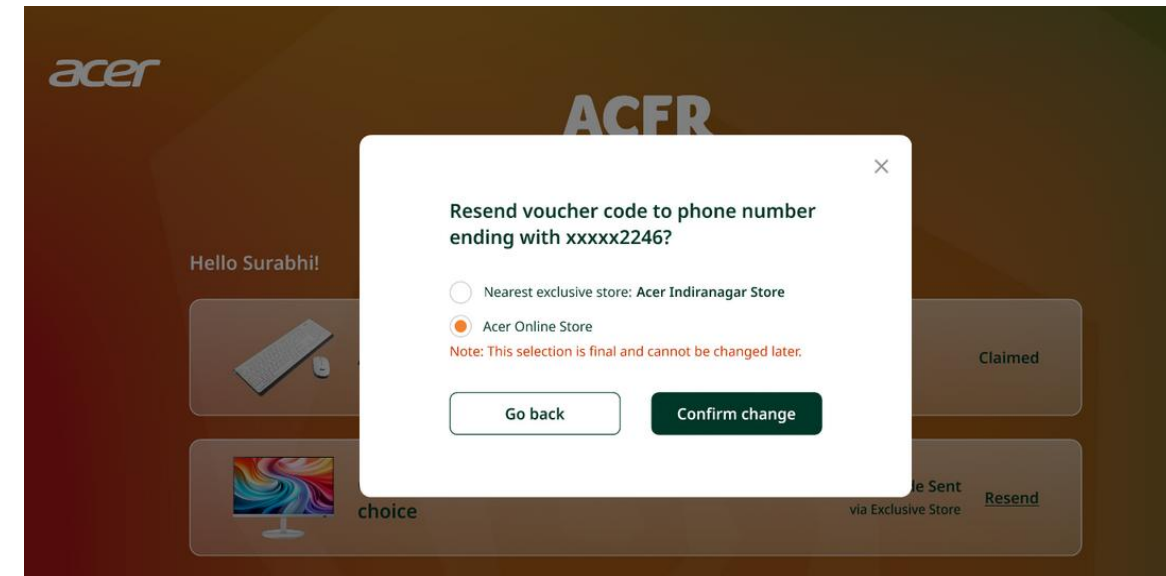 acer
ACER
Resend voucher code to phone number
ending with xxxxx2246?
Hello Surabhi!
Nearest exclusive store: Acer Indiranagar Store
Acer Online Store
Note: This selection is final and cannot be changed later.
Claimed
Go back
Confirm change
Sent
Resend
choice
via Exclusive Store